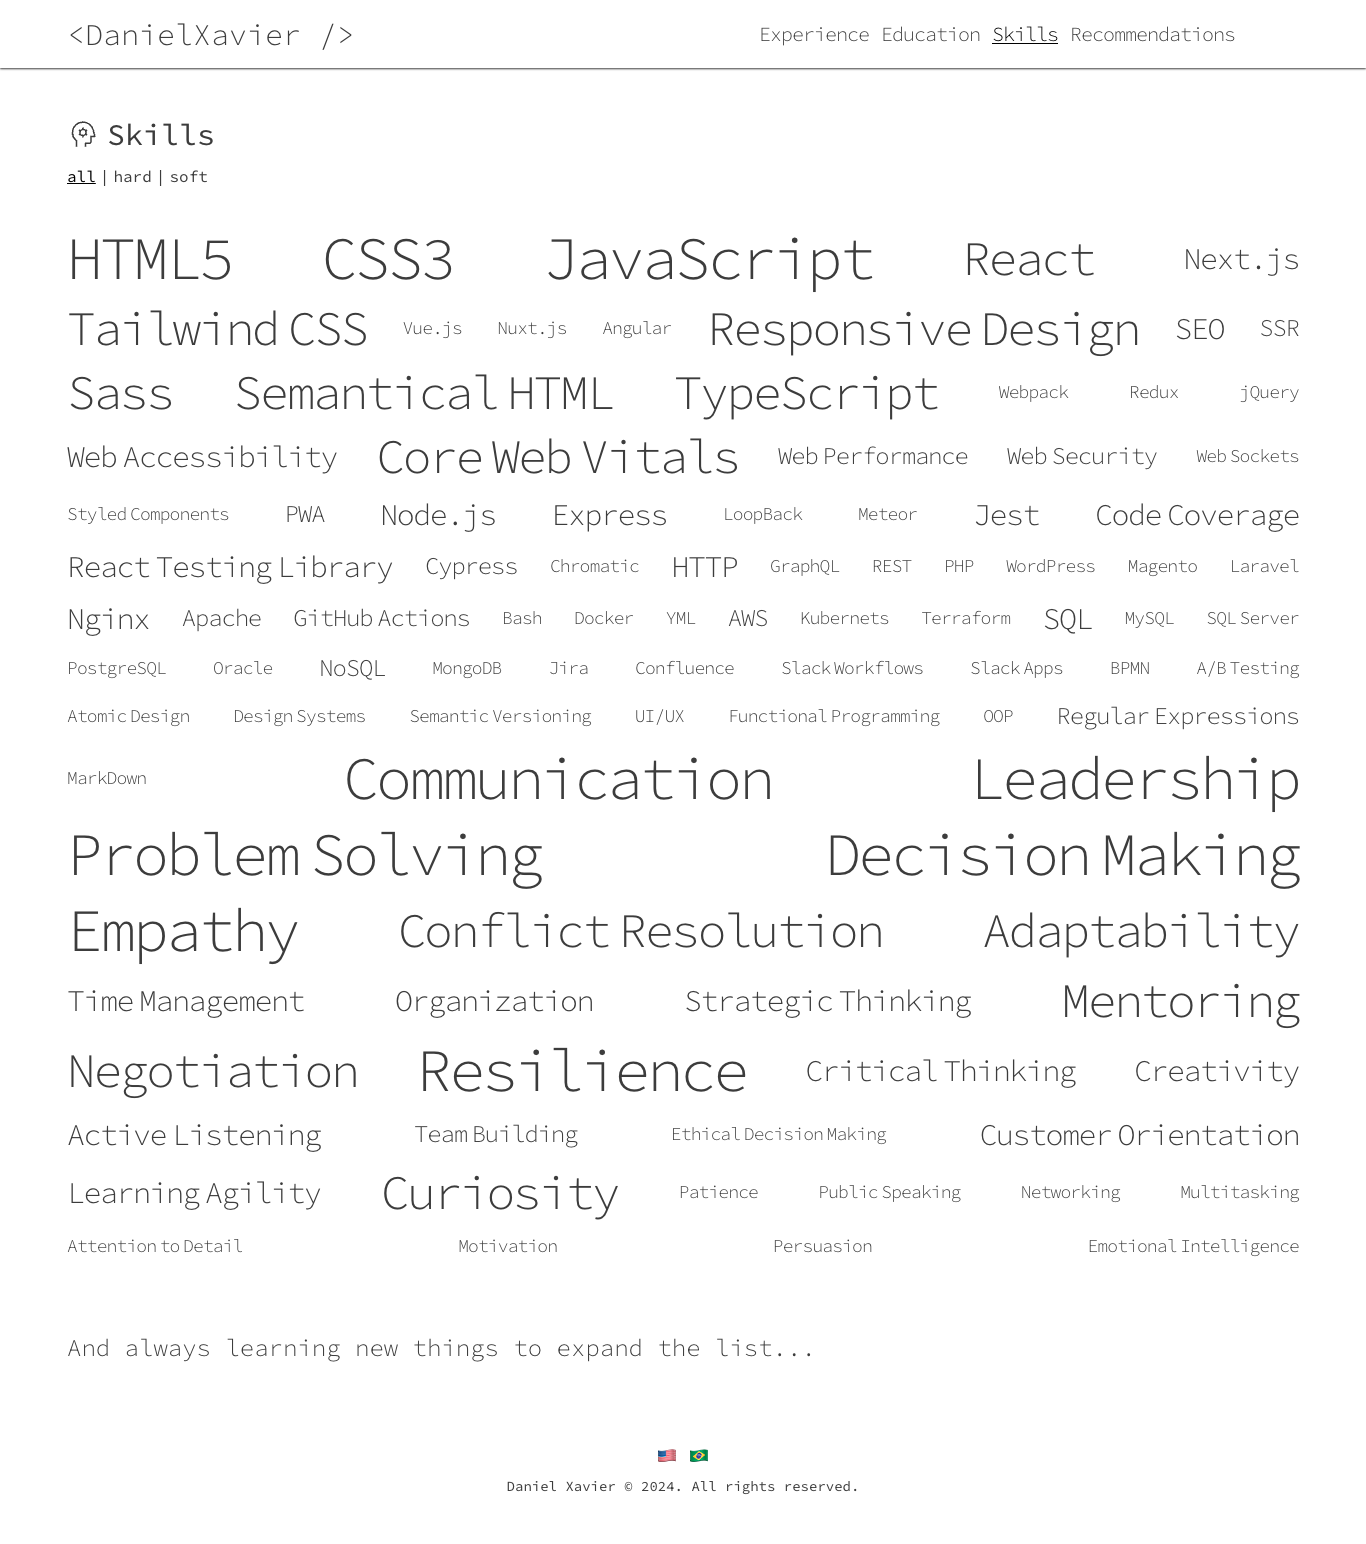 <DanielXavier /> Experience Education Skills Recommendations
Skills
all | hard | soft
HTML5 CSS3 JavaScript React Next.js
Tailwind CSS Vue.js Nuxt.js Angular Responsive Design SEO SSR
Sass Semantical HTML TypeScript Webpack Redux jQuery
Web Accessibility Core Web Vitals Web Performance Web Security Web Sockets
Styled Components PWA Node.js Express LoopBack Meteor Jest Code Coverage
React Testing Library Cypress Chromatic HTTP GraphQL REST PHP WordPress Magento Laravel
Nginx Apache GitHub Actions Bash Docker YML AWS Kubernets Terraform SQL MySQL SQL Server
PostgreSQL Oracle NoSQL MongoDB Jira Confluence Slack Workflows Slack Apps BPMN A/B Testing
Atomic Design Design Systems Semantic Versioning UI/UX Functional Programming OOP Regular Expressions
MarkDown Communication Leadership
Problem Solving Decision Making
Empathy Conflict Resolution Adaptability
Time Management Organization Strategic Thinking Mentoring
Negotiation Resilience Critical Thinking Creativity
Active Listening Team Building Ethical Decision Making Customer Orientation
Learning Agility Curiosity Patience Public Speaking Networking Multitasking
Attention to Detail Motivation Persuasion Emotional Intelligence
And always learning new things to expand the list...
Daniel Xavier © 2024. All rights reserved.